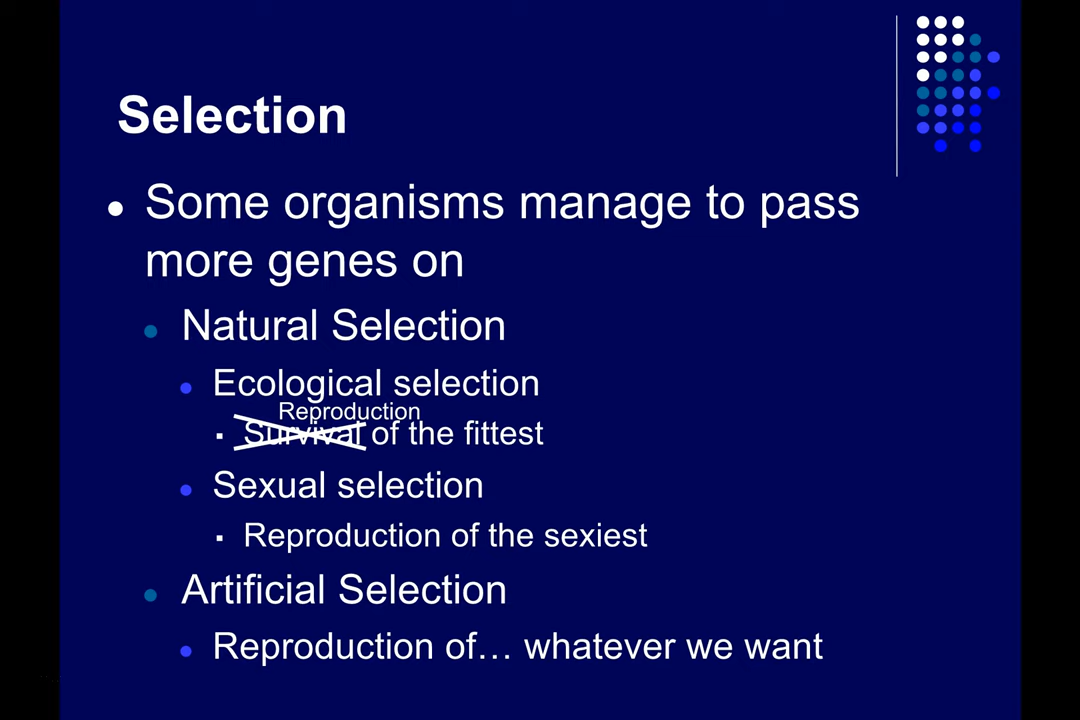 Selection
Some organisms manage to pass
more genes on
Natural Selection
Ecological selection
Reproduction
Survival of the fittest
Sexual selection
Reproduction of the sexiest
Artificial Selection
Reproduction of… whatever we want